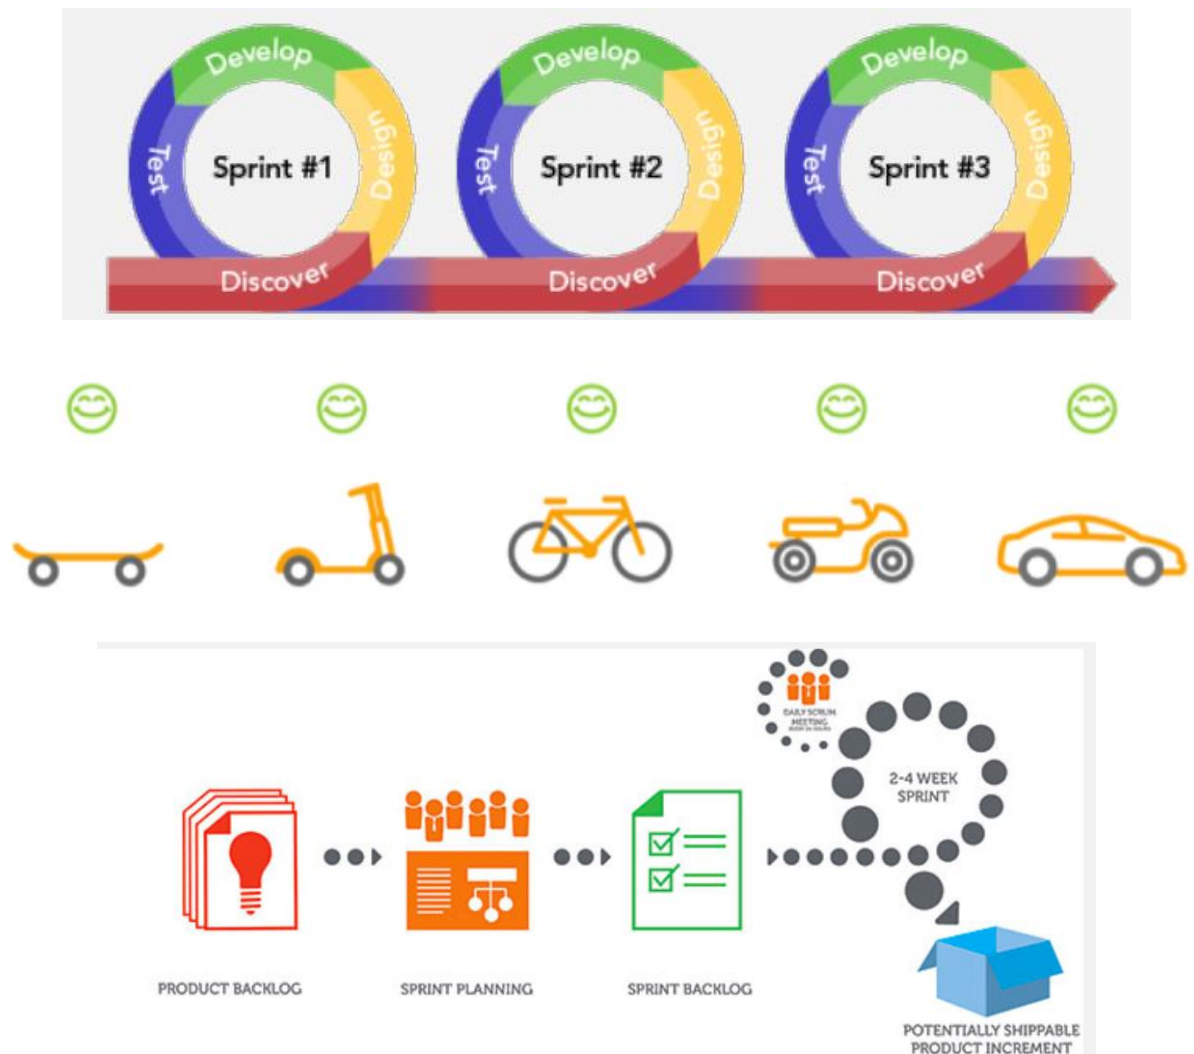 Develop
Develop
Develop
Test
Sprint #1
Design
Test
Sprint #2
Design
Test
Sprint #3
Design
Discover
Discover
Discover
DAILY SCRUM
MEETING
2-4 WEEK
SPRINT
PRODUCT BACKLOG
SPRINT PLANNING
SPRINT BACKLOG
POTENTIALLY SHIPPABLE
PRODUCT INCREMENT